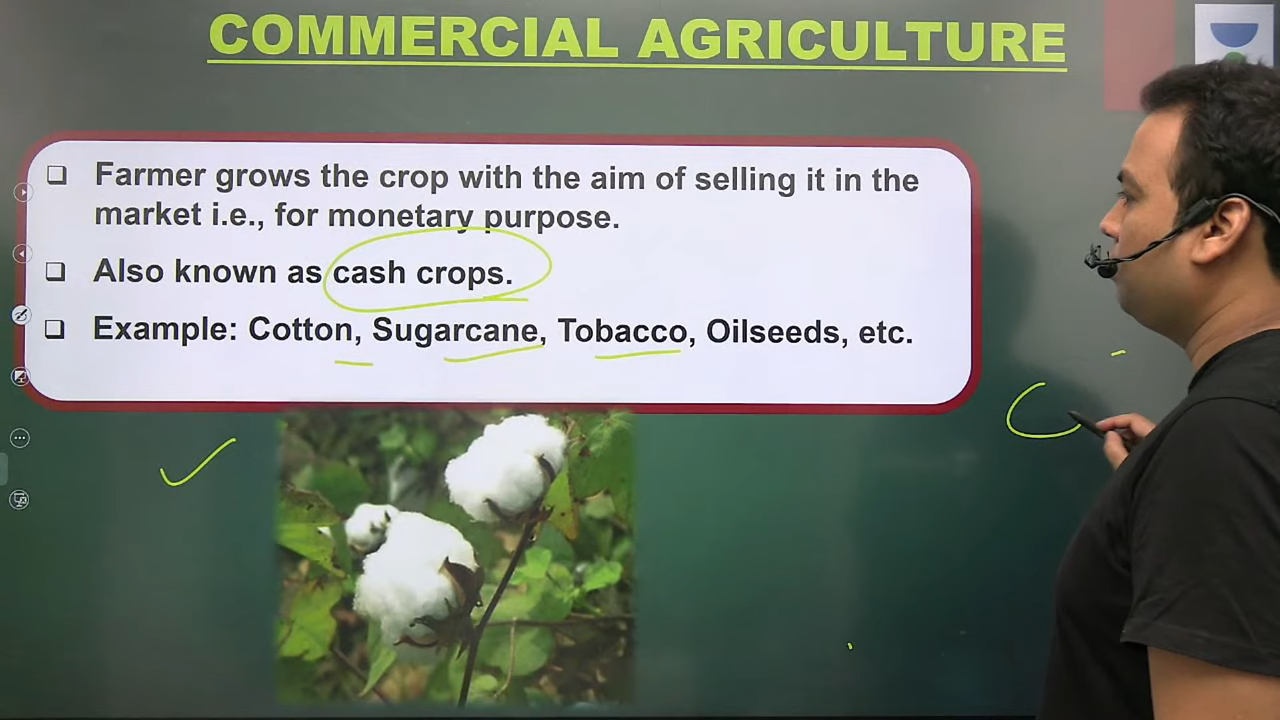 COMMERCIAL AGRICULTURE
Farmer grows the crop with the aim of selling it in the
market i.e., for monetary purpose.
Also known as cash crops.
Example: Cotton, Sugarcane, Tobacco, Oilseeds, etc.